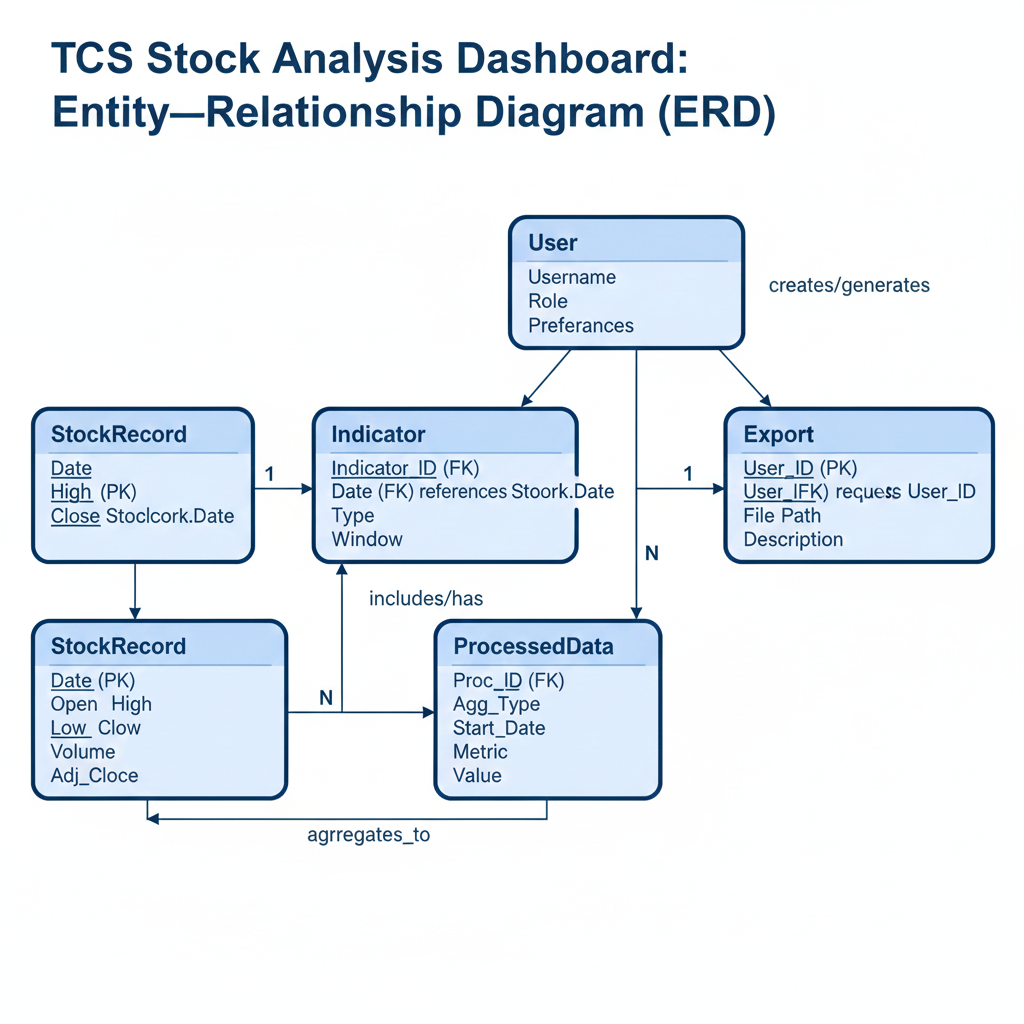 TCS Stock Analysis Dashboard:
Entity—Relationship Diagram (ERD)
User
Username
Role
Preferances
creates/generates
StockRecord
Date
High (PK)
Close Stoclcork.Date
1
Indicator
Indicator_ID (FK)
Date (FK) references Stoork.Date
Type
Window
1
Export
User_ID (PK)
User_IFK) requess User_ID
File Path
Description
N
includes/has
StockRecord
Date (PK)
Open High
Low Clow
Volume
Adj_Cloce
N
ProcessedData
Proc_ID (FK)
Agg_Type
Start_Date
Metric
Value
agrregates_to